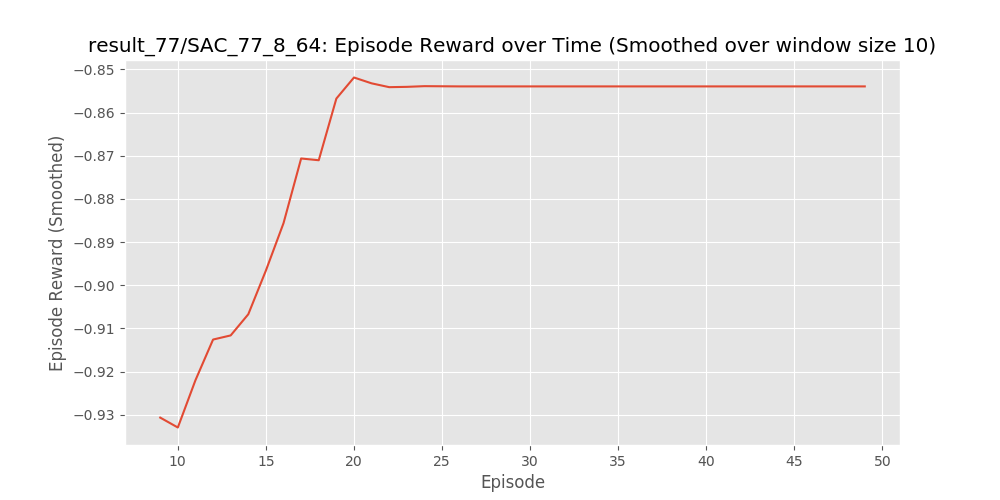 result_77/SAC_77_8_64: Episode Reward over Time (Smoothed over window size 10)
−0.85
−0.86
−0.87
−0.88
−0.89
−0.90
−0.91
−0.92
−0.93
Episode Reward (Smoothed)
10 15 20 25 30 35 40 45 50
Episode